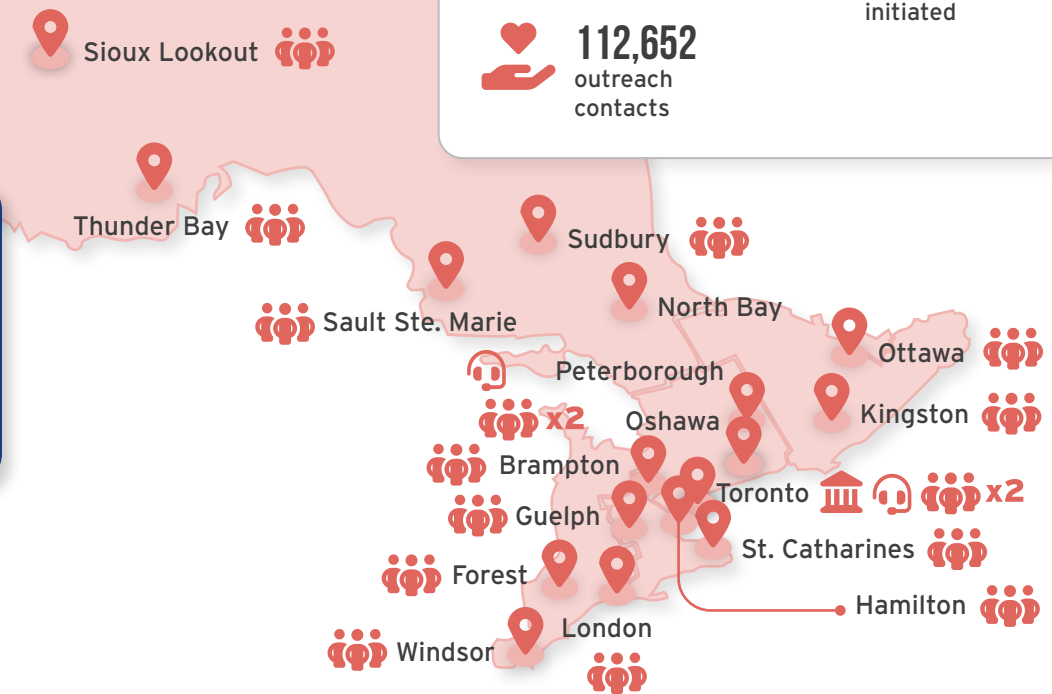 initiated
112,652
outreach
contacts
Sioux Lookout
Thunder Bay
Sudbury
North Bay
Sault Ste. Marie
Ottawa
Peterborough
Kingston
x2
Oshawa
Brampton
Toronto
x2
Guelph
St. Catharines
Forest
Hamilton
London
Windsor